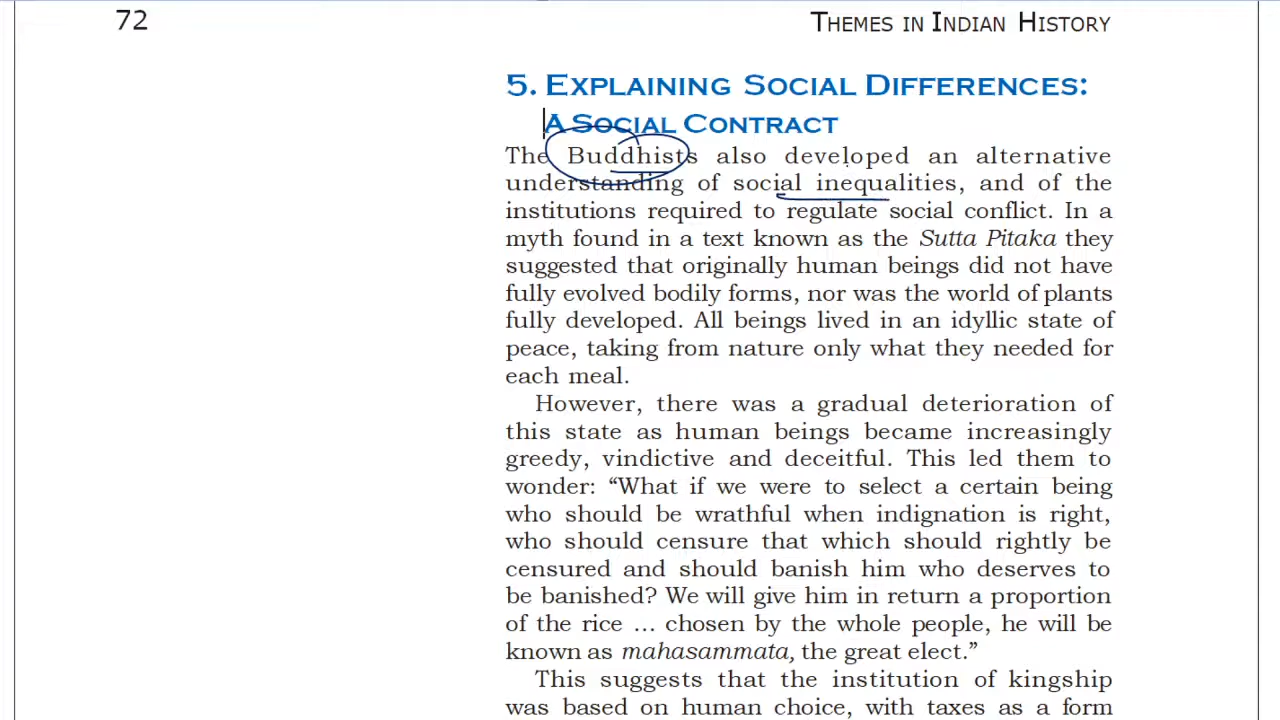 72
THEMES IN INDIAN HISTORY
5. EXPLAINING SOCIAL DIFFERENCES:
A SOCIAL CONTRACT
The Buddhists also developed an alternative
understanding of social inequalities, and of the
institutions required to regulate social conflict. In a
myth found in a text known as the Sutta Pitaka they
suggested that originally human beings did not have
fully evolved bodily forms, nor was the world of plants
fully developed. All beings lived in an idyllic state of
peace, taking from nature only what they needed for
each meal.
However, there was a gradual deterioration of
this state as human beings became increasingly
greedy, vindictive and deceitful. This led them to
wonder: “What if we were to select a certain being
who should be wrathful when indignation is right,
who should censure that which should rightly be
censured and should banish him who deserves to
be banished? We will give him in return a proportion
of the rice ... chosen by the whole people, he will be
known as mahasammata, the great elect.”
This suggests that the institution of kingship
was based on human choice, with taxes as a form